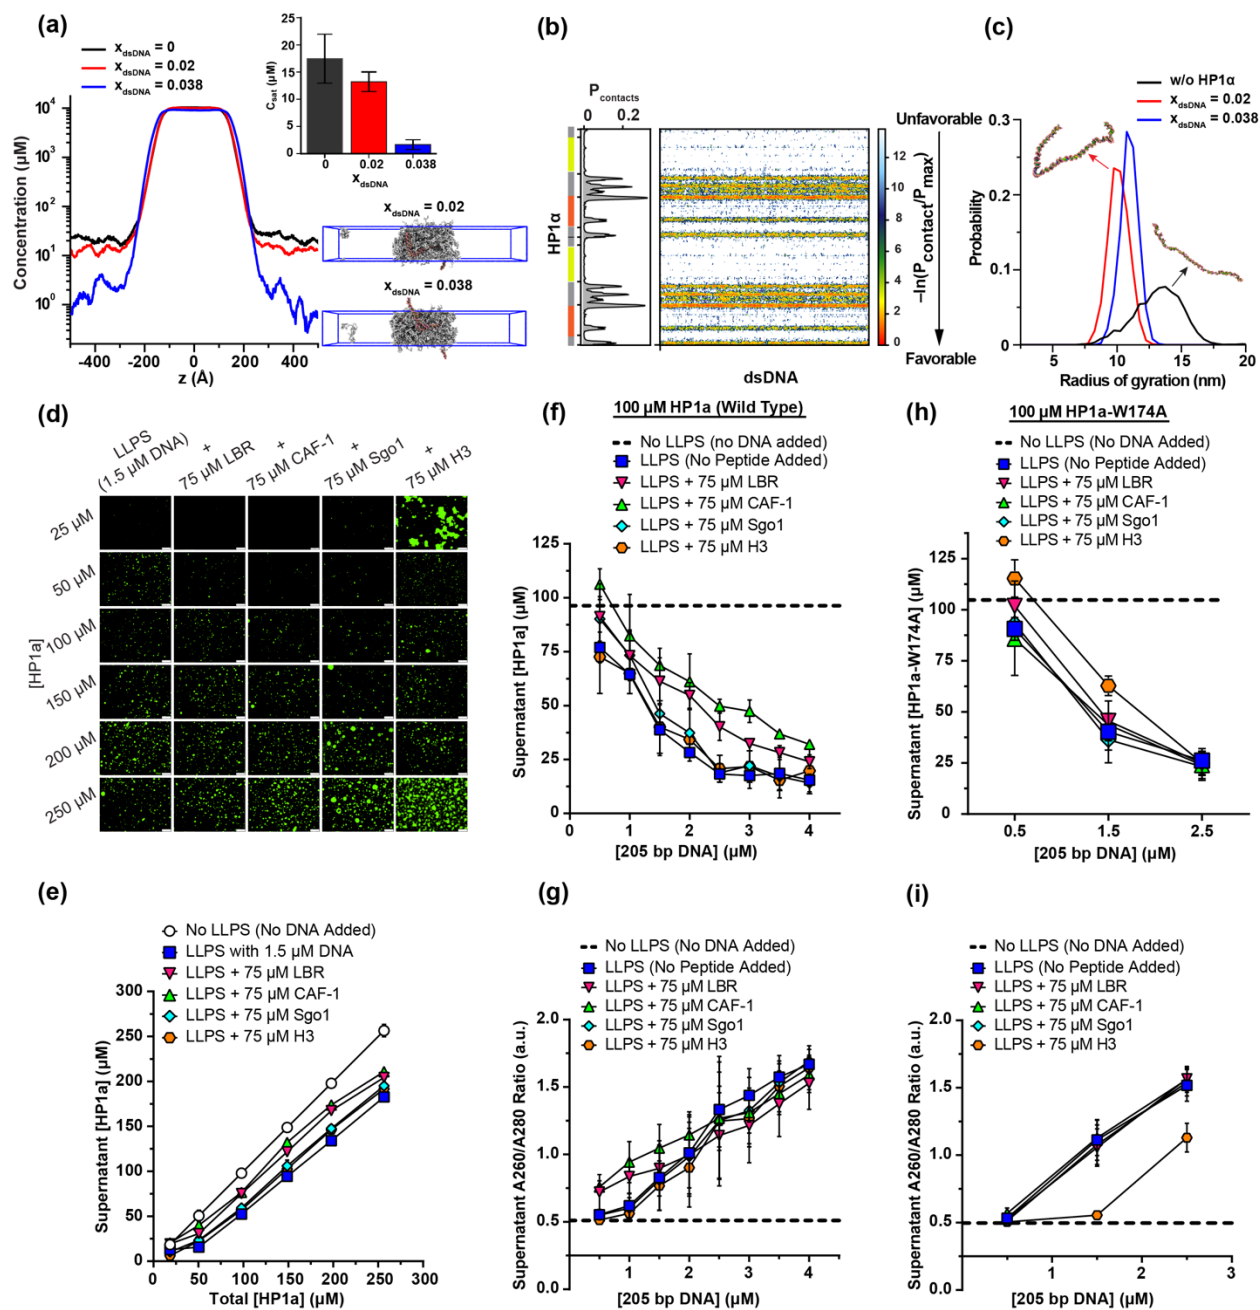 (a)
x_dsDNA = 0
x_dsDNA = 0.02
x_dsDNA = 0.038
Concentration (µM)
10^4
10^3
10^2
10^1
10^0
-400 -200 0 200 400
z (Å)
C_sat (µM)
25
20
15
10
5
0
0 0.02 0.038
x_dsDNA
x_dsDNA = 0.02
x_dsDNA = 0.038
(b)
P_contacts
0 0.2
HP1α
dsDNA
12
10
8
6
4
2
0
Unfavorable
−ln(P_contact/P_max)
Favorable
(c)
w/o HP1α
x_dsDNA = 0.02
x_dsDNA = 0.038
Probability
0.3
0.2
0.1
0
5 10 15 20
Radius of gyration (nm)
(d)
LLPS
(1.5 µM DNA)
+
75 µM LBR
+
75 µM CAF-1
+
75 µM Sgo1
+
75 µM H3
[HP1a]
25 µM
50 µM
100 µM
150 µM
200 µM
250 µM
(e)
No LLPS (No DNA Added)
LLPS with 1.5 µM DNA
LLPS + 75 µM LBR
LLPS + 75 µM CAF-1
LLPS + 75 µM Sgo1
LLPS + 75 µM H3
Supernatant [HP1a] (µM)
300
250
200
150
100
50
0
0 50 100 150 200 250 300
Total [HP1a] (µM)
(f)
100 µM HP1a (Wild Type)
No LLPS (no DNA added)
LLPS (No Peptide Added)
LLPS + 75 µM LBR
LLPS + 75 µM CAF-1
LLPS + 75 µM Sgo1
LLPS + 75 µM H3
Supernatant [HP1a] (µM)
125
100
75
50
25
0
0 1 2 3 4
[205 bp DNA] (µM)
(g)
No LLPS (No DNA Added)
LLPS (No Peptide Added)
LLPS + 75 µM LBR
LLPS + 75 µM CAF-1
LLPS + 75 µM Sgo1
LLPS + 75 µM H3
Supernatant A260/A280 Ratio (a.u.)
2.0
1.5
1.0
0.5
0.0
1 2 3 4
[205 bp DNA] (µM)
(h)
100 µM HP1a-W174A
No LLPS (No DNA Added)
LLPS (No Peptide Added)
LLPS + 75 µM LBR
LLPS + 75 µM CAF-1
LLPS + 75 µM Sgo1
LLPS + 75 µM H3
Supernatant [HP1a-W174A] (µM)
125
100
75
50
25
0
0.5 1.5 2.5
[205 bp DNA] (µM)
(i)
No LLPS (No DNA Added)
LLPS (No Peptide Added)
LLPS + 75 µM LBR
LLPS + 75 µM CAF-1
LLPS + 75 µM Sgo1
LLPS + 75 µM H3
Supernatant A260/A280 Ratio (a.u.)
2.0
1.5
1.0
0.5
0.0
0 1 2 3
[205 bp DNA] (µM)